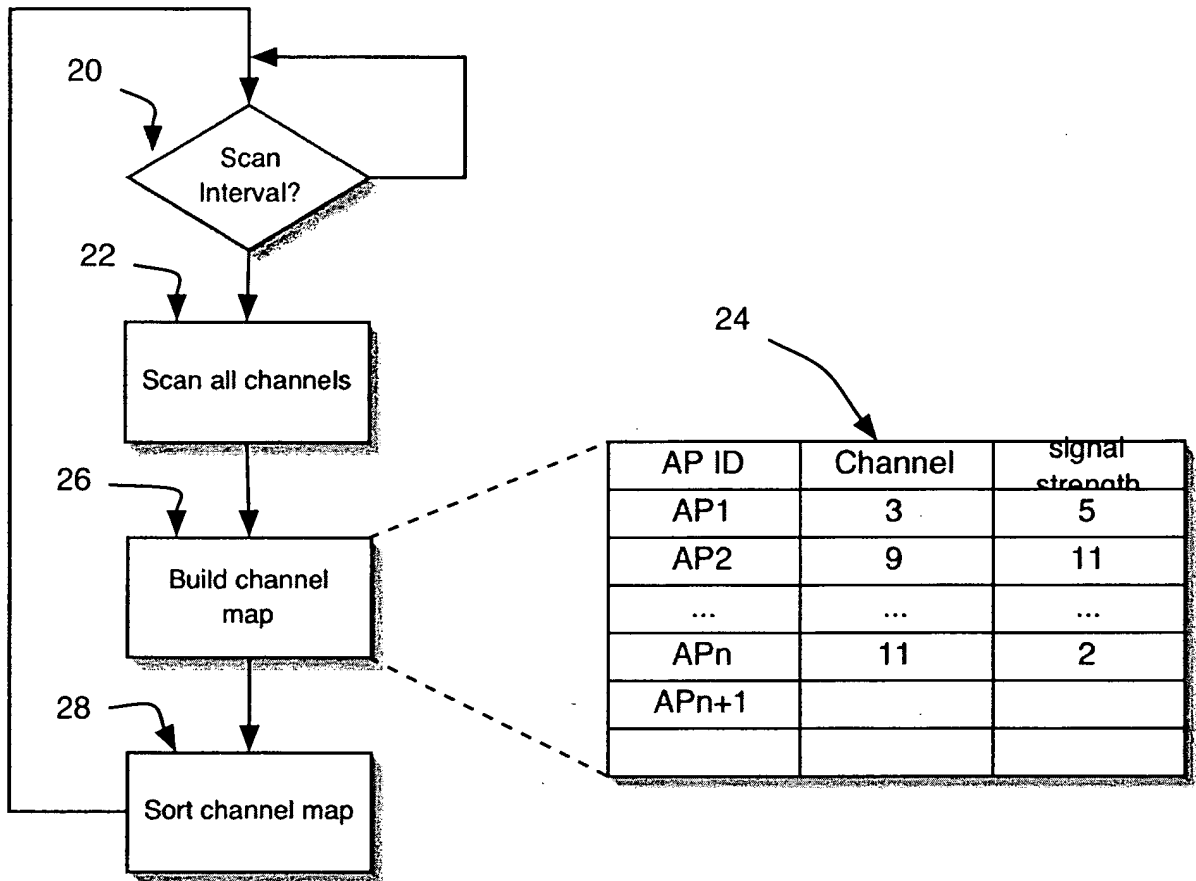 20
Scan
Interval?
22
Scan all channels
26
Build channel
map
28
Sort channel map
24
AP ID Channel signal
strength
AP1 3 5
AP2 9 11
... ... ...
APn 11 2
APn+1